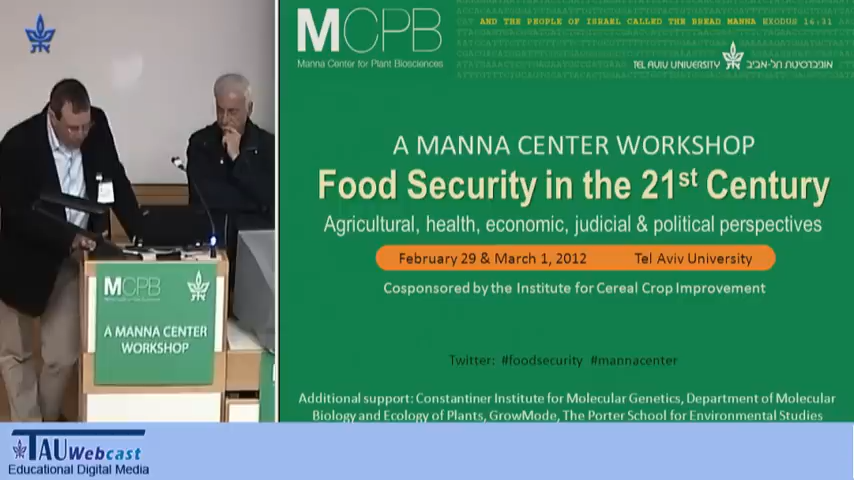 MCPB
Manna Center for Plant Biosciences
AND THE PEOPLE OF ISRAEL CALLED THE BREAD MANNA EXODUS 16:31
TEL AVIV UNIVERSITY אוניברסיטת תל-אביב
A MANNA CENTER WORKSHOP
Food Security in the 21st Century
Agricultural, health, economic, judicial & political perspectives
February 29 & March 1, 2012 Tel Aviv University
Cosponsored by the Institute for Cereal Crop Improvement
Twitter: #foodsecurity #mannacenter
Additional support: Constantiner Institute for Molecular Genetics, Department of Molecular
Biology and Ecology of Plants, GrowMode, The Porter School for Environmental Studies
MCPB
A MANNA CENTER
WORKSHOP
TAU Webcast
Educational Digital Media